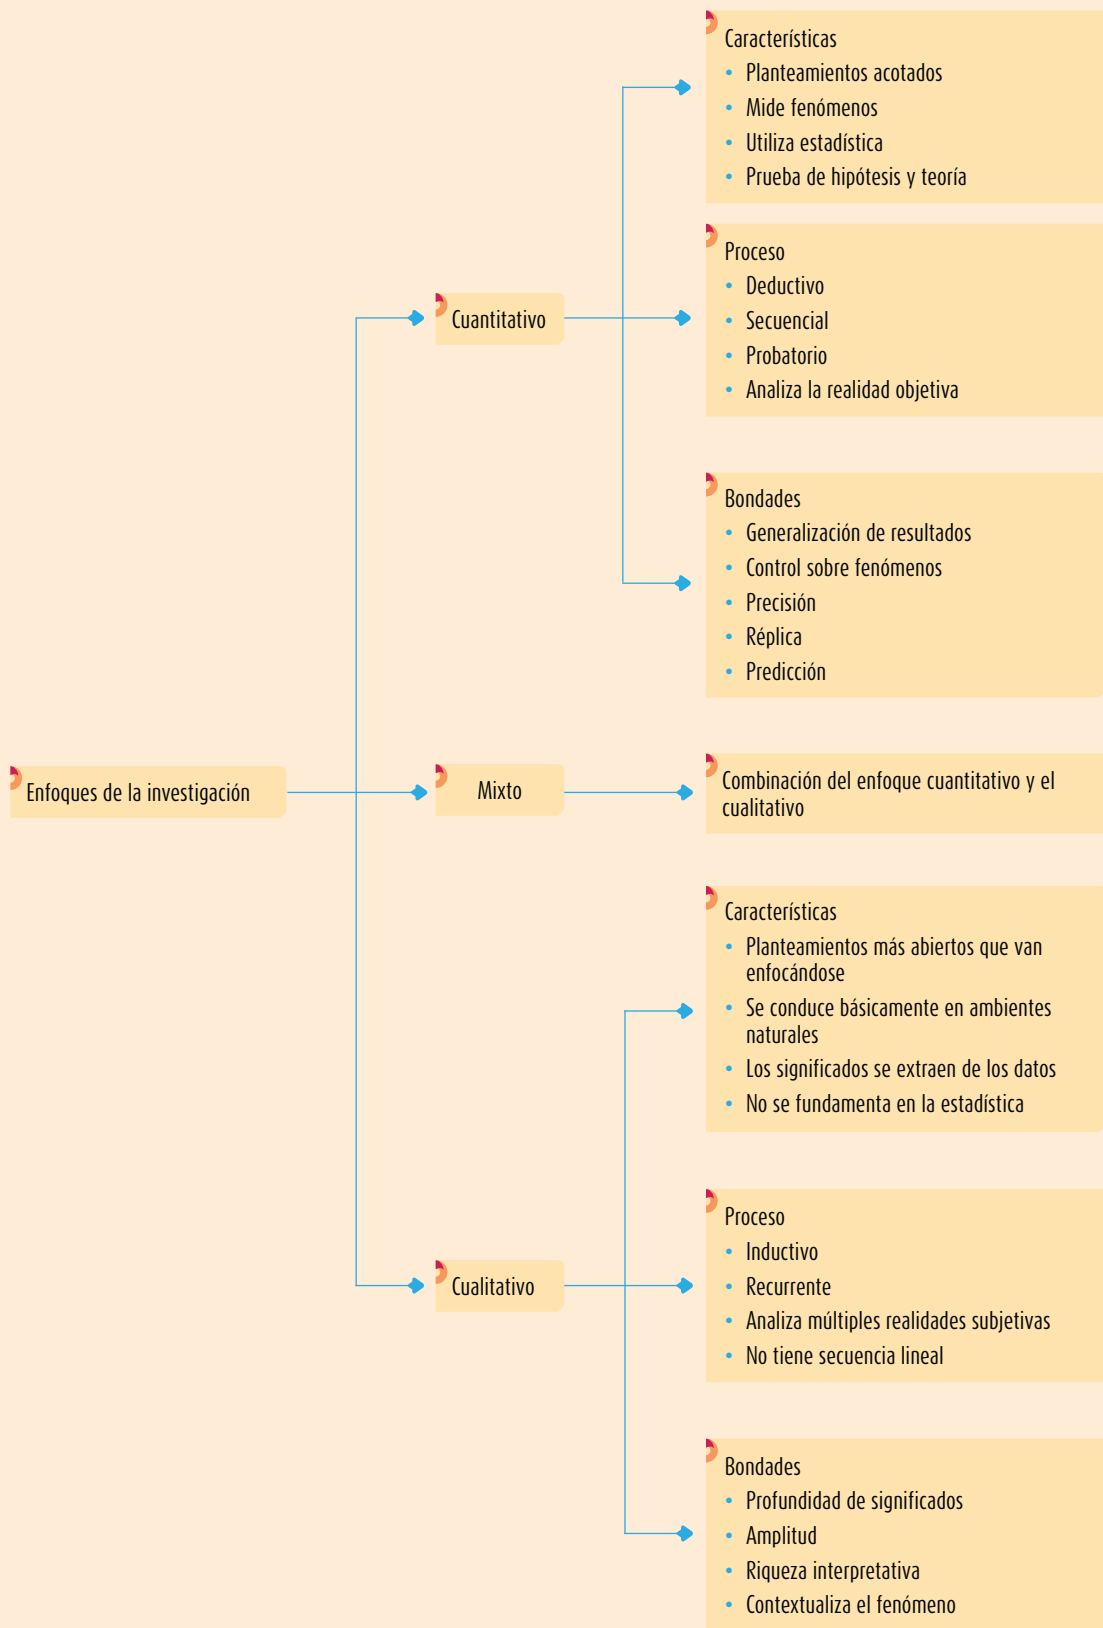 Enfoques de la investigación
Cuantitativo
Características
• Planteamientos acotados
• Mide fenómenos
• Utiliza estadística
• Prueba de hipótesis y teoría
Proceso
• Deductivo
• Secuencial
• Probatorio
• Analiza la realidad objetiva
Bondades
• Generalización de resultados
• Control sobre fenómenos
• Precisión
• Réplica
• Predicción
Mixto
Combinación del enfoque cuantitativo y el
cualitativo
Cualitativo
Características
• Planteamientos más abiertos que van
enfocándose
• Se conduce básicamente en ambientes
naturales
• Los significados se extraen de los datos
• No se fundamenta en la estadística
Proceso
• Inductivo
• Recurrente
• Analiza múltiples realidades subjetivas
• No tiene secuencia lineal
Bondades
• Profundidad de significados
• Amplitud
• Riqueza interpretativa
• Contextualiza el fenómeno